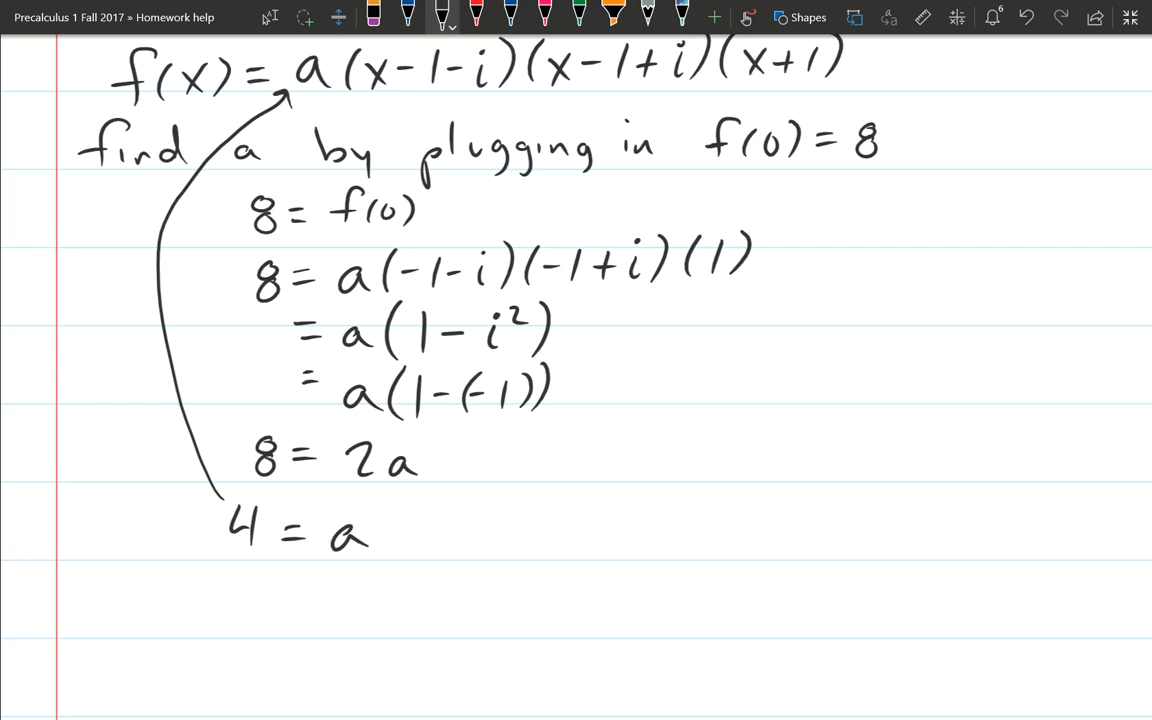 Precalculus 1 Fall 2017 » Homework help
Shapes
6
f(x) = a(x-1-i)(x-1+i)(x+1)
find a by plugging in f(0) = 8
8 = f(0)
8 = a(-1-i)(-1+i)(1)
= a(1-i²)
= a(1-(-1))
8 = 2a
4 = a